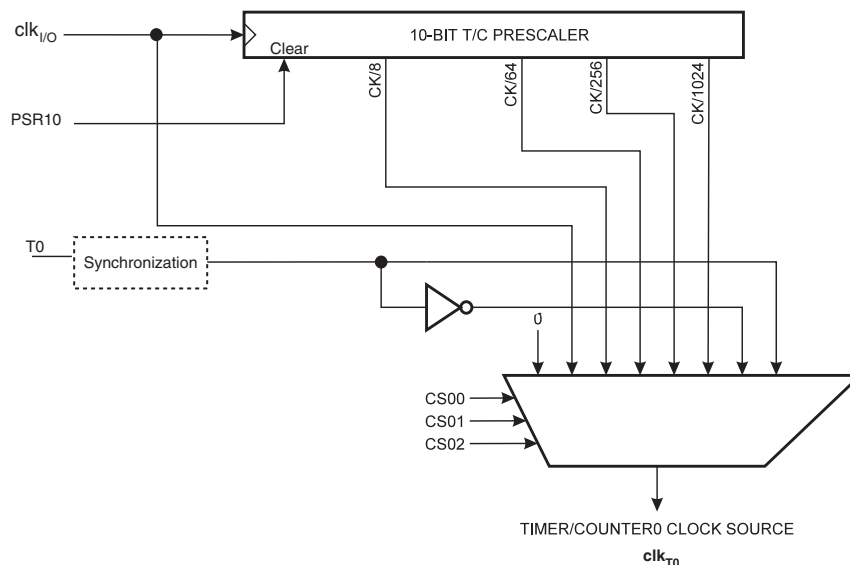 clkI/O
10-BIT T/C PRESCALER
Clear
CK/8
CK/64
CK/256
CK/1024
PSR10
T0
Synchronization
0
CS00
CS01
CS02
TIMER/COUNTER0 CLOCK SOURCE
clkT0